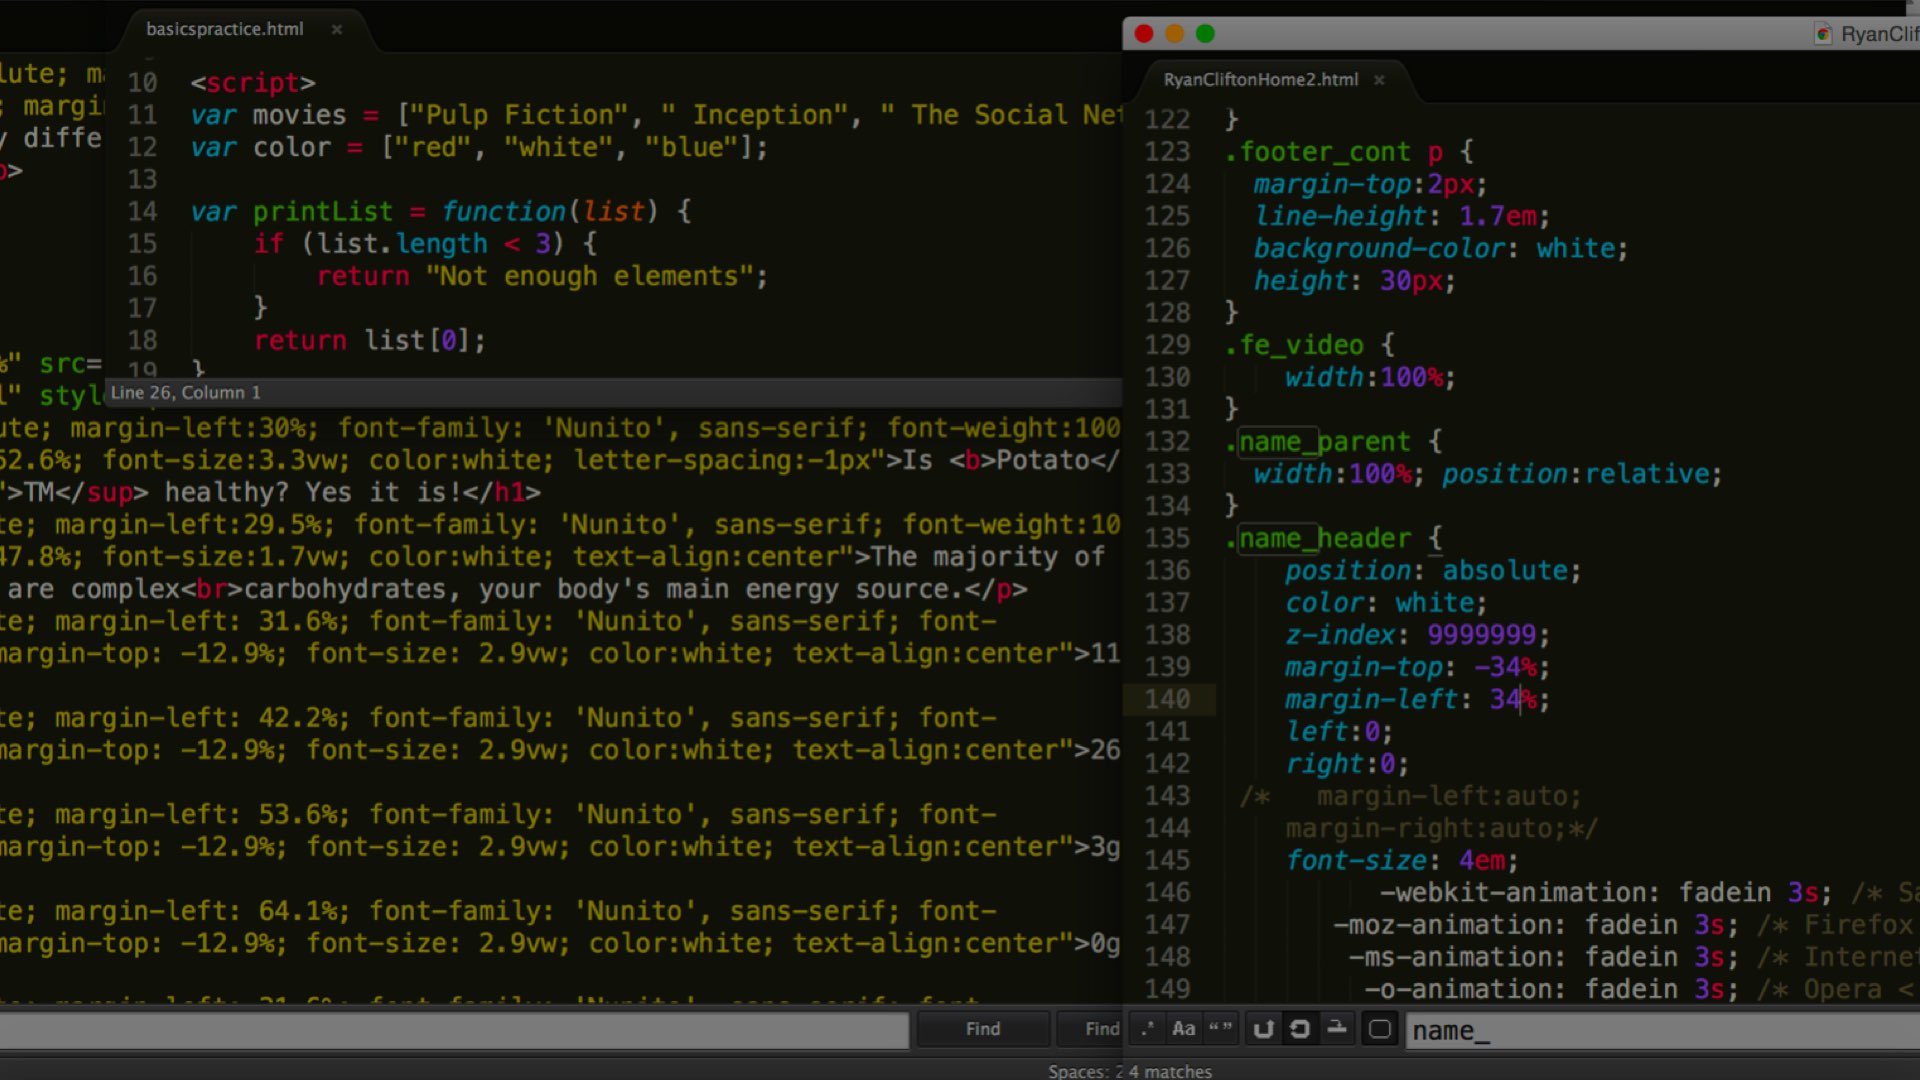 basicspractice.html ×
10 <script>
11 var movies = ["Pulp Fiction", " Inception", " The Social Net
12 var color = ["red", "white", "blue"];
13
14 var printList = function(list) {
15 if (list.length < 3) {
16 return "Not enough elements";
17 }
18 return list[0];
19 }
Line 26, Column 1
lute; ma
; margi
y diffe
>
%" src=
l" style
ute; margin-left:30%; font-family: 'Nunito', sans-serif; font-weight:100
52.6%; font-size:3.3vw; color:white; letter-spacing:-1px">Is <b>Potato</
">TM</sup> healthy? Yes it is!</h1>
te; margin-left:29.5%; font-family: 'Nunito', sans-serif; font-weight:10
47.8%; font-size:1.7vw; color:white; text-align:center">The majority of
are complex<br>carbohydrates, your body's main energy source.</p>
te; margin-left: 31.6%; font-family: 'Nunito', sans-serif; font-
margin-top: -12.9%; font-size: 2.9vw; color:white; text-align:center">11
te; margin-left: 42.2%; font-family: 'Nunito', sans-serif; font-
margin-top: -12.9%; font-size: 2.9vw; color:white; text-align:center">26
te; margin-left: 53.6%; font-family: 'Nunito', sans-serif; font-
margin-top: -12.9%; font-size: 2.9vw; color:white; text-align:center">3g
te; margin-left: 64.1%; font-family: 'Nunito', sans-serif; font-
margin-top: -12.9%; font-size: 2.9vw; color:white; text-align:center">0g
Find Find
Spaces: 2
RyanClif
RyanCliftonHome2.html ×
122 }
123 .footer_cont p {
124 margin-top:2px;
125 line-height: 1.7em;
126 background-color: white;
127 height: 30px;
128 }
129 .fe_video {
130 width:100%;
131 }
132 .name_parent {
133 width:100%; position:relative;
134 }
135 .name_header {
136 position: absolute;
137 color: white;
138 z-index: 9999999;
139 margin-top: -34%;
140 margin-left: 34%;
141 left:0;
142 right:0;
143 /* margin-left:auto;
144 margin-right:auto;*/
145 font-size: 4em;
146 -webkit-animation: fadein 3s; /* Sa
147 -moz-animation: fadein 3s; /* Firefox
148 -ms-animation: fadein 3s; /* Internet
149 -o-animation: fadein 3s; /* Opera <
.* Aa “”
name_
4 matches